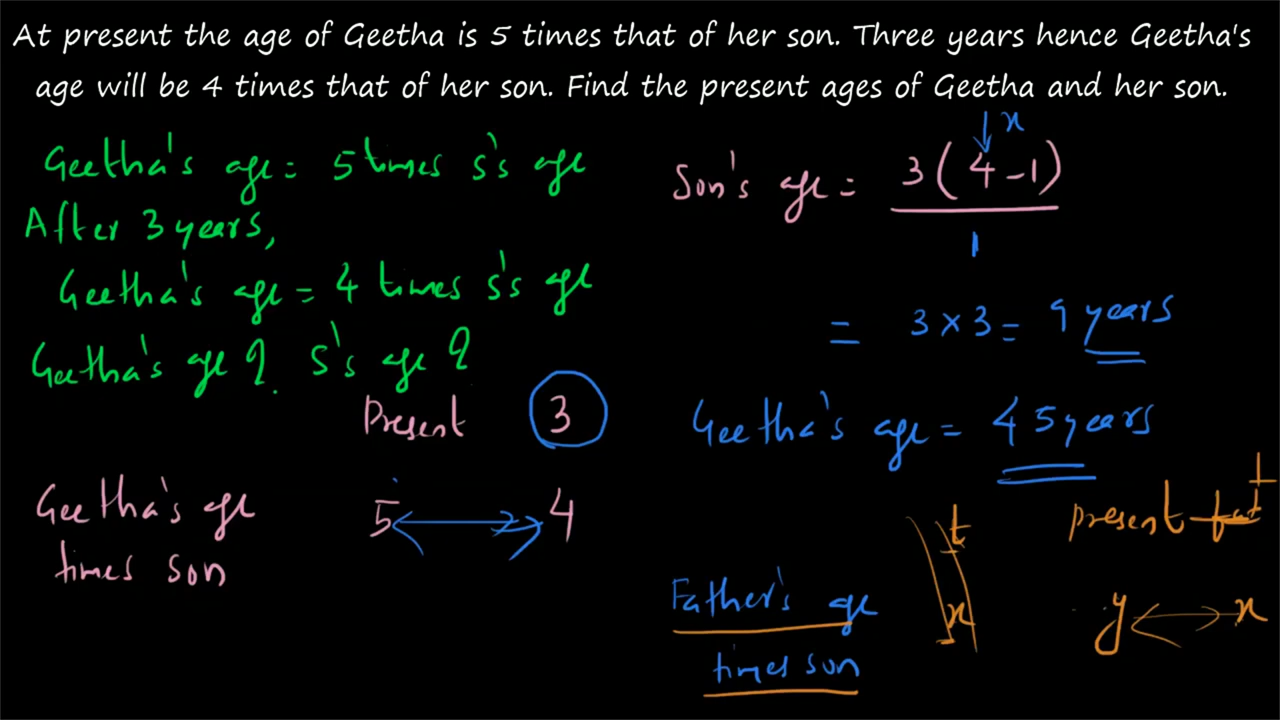 At present the age of Geetha is 5 times that of her son. Three years hence Geetha's
age will be 4 times that of her son. Find the present ages of Geetha and her son.
Geetha's age = 5 times s's age
After 3 years,
Geetha's age = 4 times s's age
Geetha's age ? s's age ?
Present 3
Geetha's age 5 4
times son
x
Son's age = 3(4-1)
1
= 3 × 3 = 9 years
Geetha's age = 45 years
Father's age
times son
t
x
present
t
y x